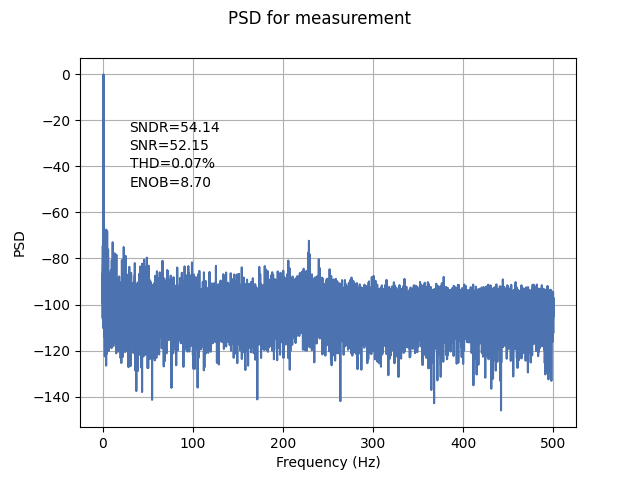 PSD for measurement
0
−20
−40
−60
−80
−100
−120
−140
PSD
SNDR=54.14
SNR=52.15
THD=0.07%
ENOB=8.70
0 100 200 300 400 500
Frequency (Hz)